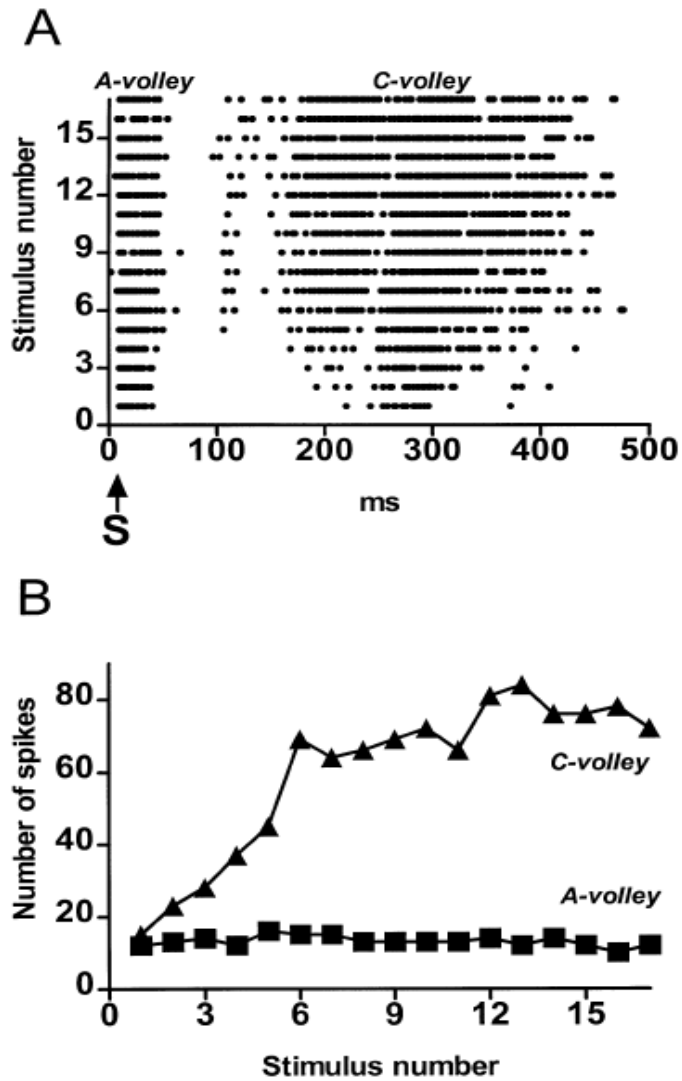 A
A-volley C-volley
Stimulus number
15
12
9
6
3
0
0 100 200 300 400 500
ms
S
B
Number of spikes
80
60
40
20
0
C-volley
A-volley
0 3 6 9 12 15
Stimulus number